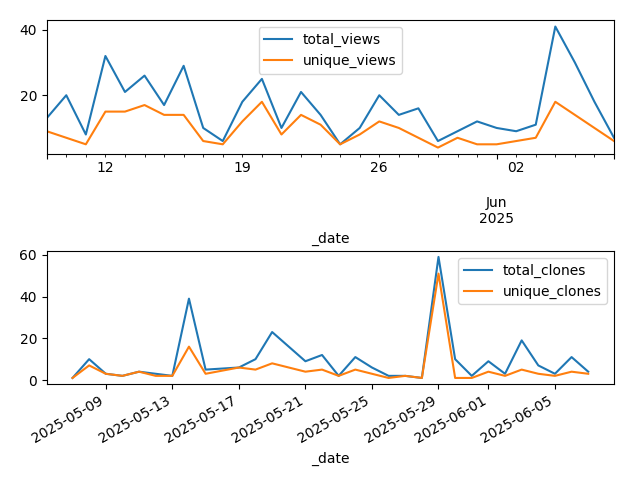 40
20
total_views
unique_views
12
19
26
02
Jun
2025
_date
60
40
20
0
total_clones
unique_clones
2025-05-09
2025-05-13
2025-05-17
2025-05-21
2025-05-25
2025-05-29
2025-06-01
2025-06-05
_date